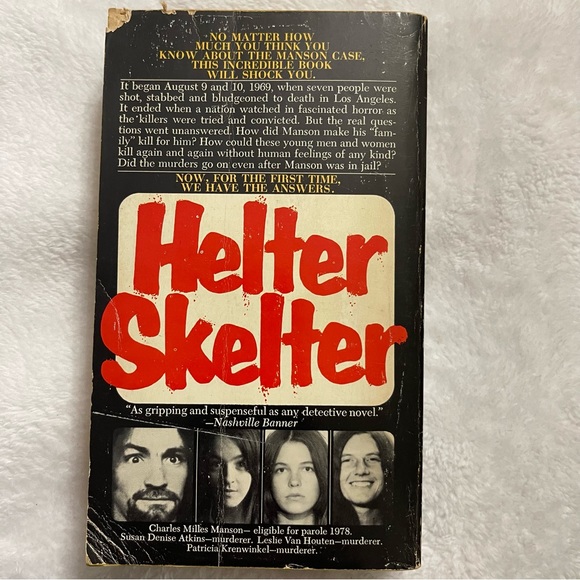 NO MATTER HOW
MUCH YOU THINK YOU
KNOW ABOUT THE MANSON CASE,
THIS INCREDIBLE BOOK
WILL SHOCK YOU.
It began August 9 and 10, 1969, when seven people were
shot, stabbed and bludgeoned to death in Los Angeles.
It ended when a nation watched in fascinated horror as
the killers were tried and convicted. But the real ques-
tions went unanswered. How did Manson make his "fam-
ily" kill for him? How could these young men and women
kill again and again without human feelings of any kind?
Did the murders go on even after Manson was in jail?
NOW, FOR THE FIRST TIME,
WE HAVE THE ANSWERS.
Helter
Skelter
"As gripping and suspenseful as any detective novel."
—Nashville Banner
Charles Milles Manson— eligible for parole 1978.
Susan Denise Atkins—murderer. Leslie Van Houten—murderer.
Patricia Krenwinkel—murderer.